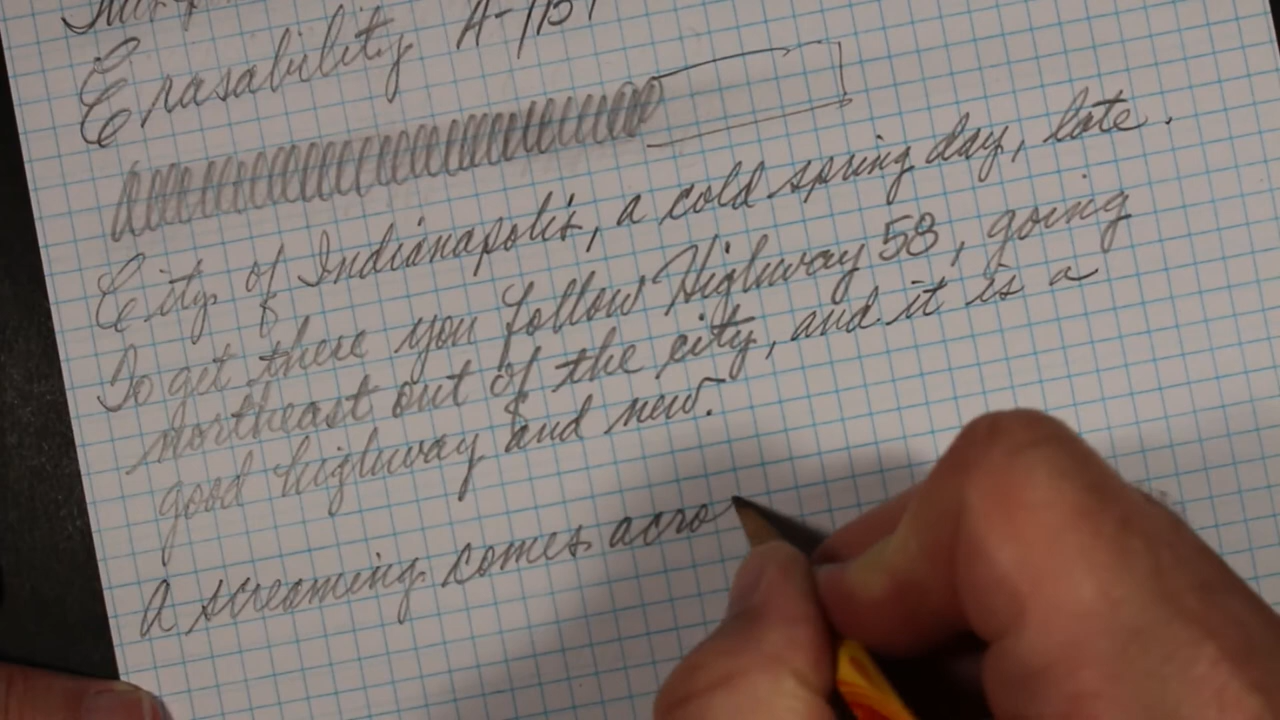 Erasability A-
City of Indianapolis, a cold spring day, late.
To get there you follow Highway 58, going
northeast out of the city, and it is a
good highway and new.
A screaming comes acro